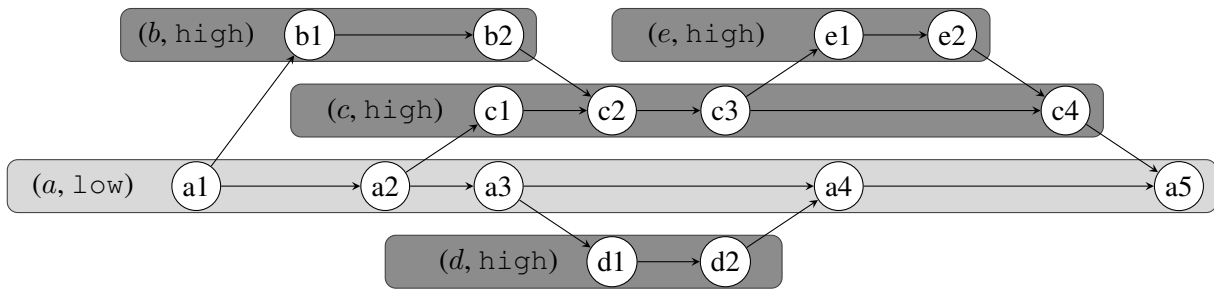 (b, high) b1 b2 (e, high) e1 e2
(c, high) c1 c2 c3 c4
(a, low) a1 a2 a3 a4 a5
(d, high) d1 d2